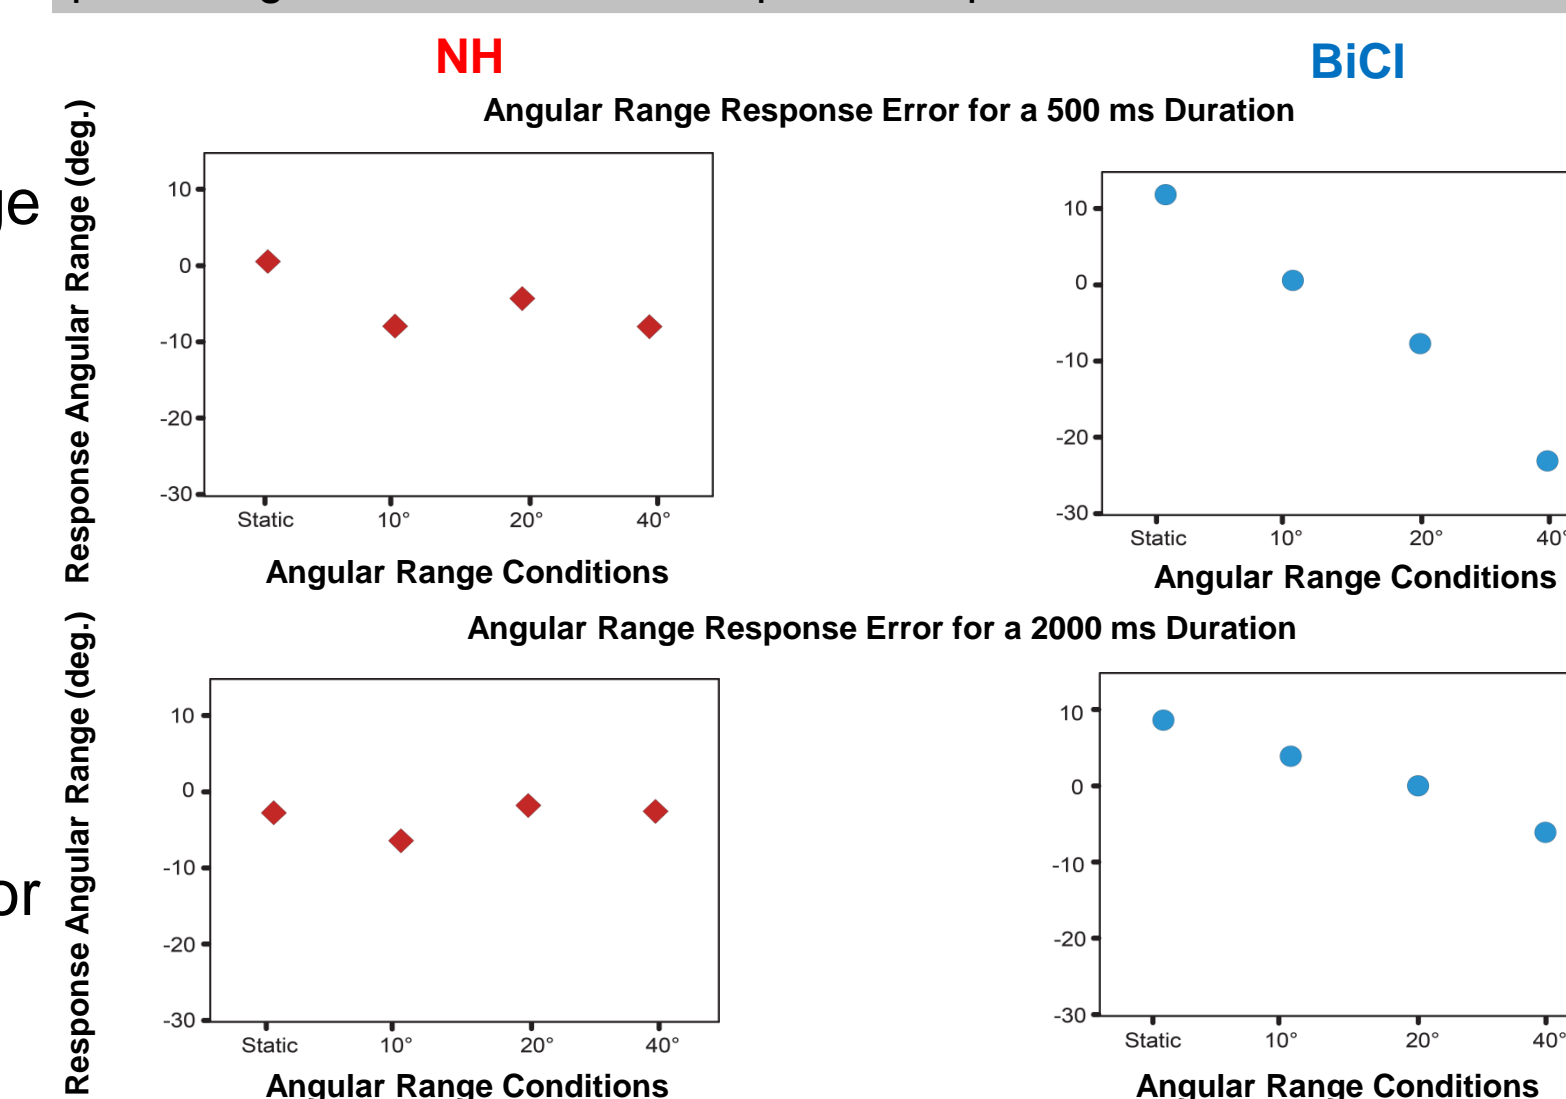 NH
BiCI
Angular Range Response Error for a 500 ms Duration
Response Angular Range (deg.)
10
0
-10
-20
-30
Static 10° 20° 40°
Angular Range Conditions
10
0
-10
-20
-30
Static 10° 20° 40°
Angular Range Conditions
Angular Range Response Error for a 2000 ms Duration
Response Angular Range (deg.)
10
0
-10
-20
-30
Static 10° 20° 40°
Angular Range Conditions
10
0
-10
-20
-30
Static 10° 20° 40°
Angular Range Conditions